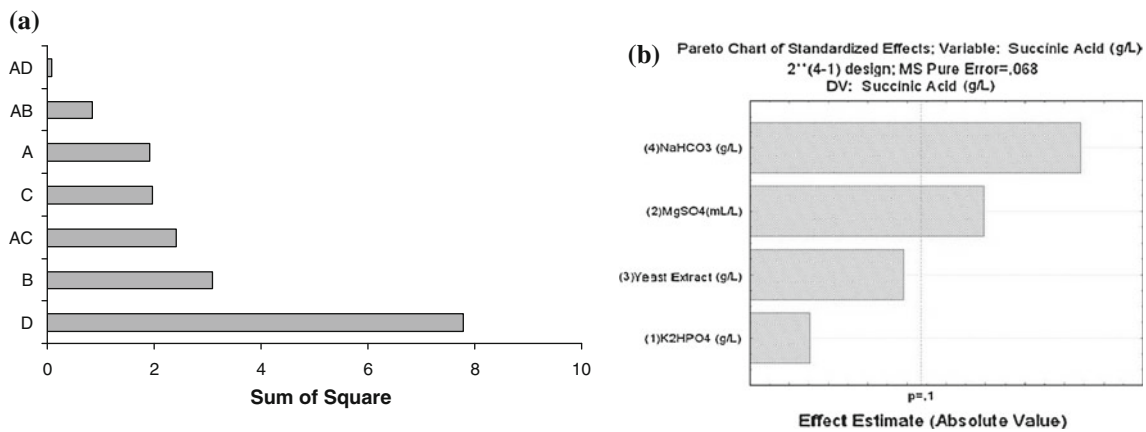 (a)
AD
AB
A
C
AC
B
D
0 2 4 6 8 10
Sum of Square
(b)
Pareto Chart of Standardized Effects; Variable: Succinic Acid (g/L)
2**(4-1) design; MS Pure Error=,068
DV: Succinic Acid (g/L)
(4)NaHCO3 (g/L)
(2)MgSO4(mL/L)
(3)Yeast Extract (g/L)
(1)K2HPO4 (g/L)
p=,1
Effect Estimate (Absolute Value)